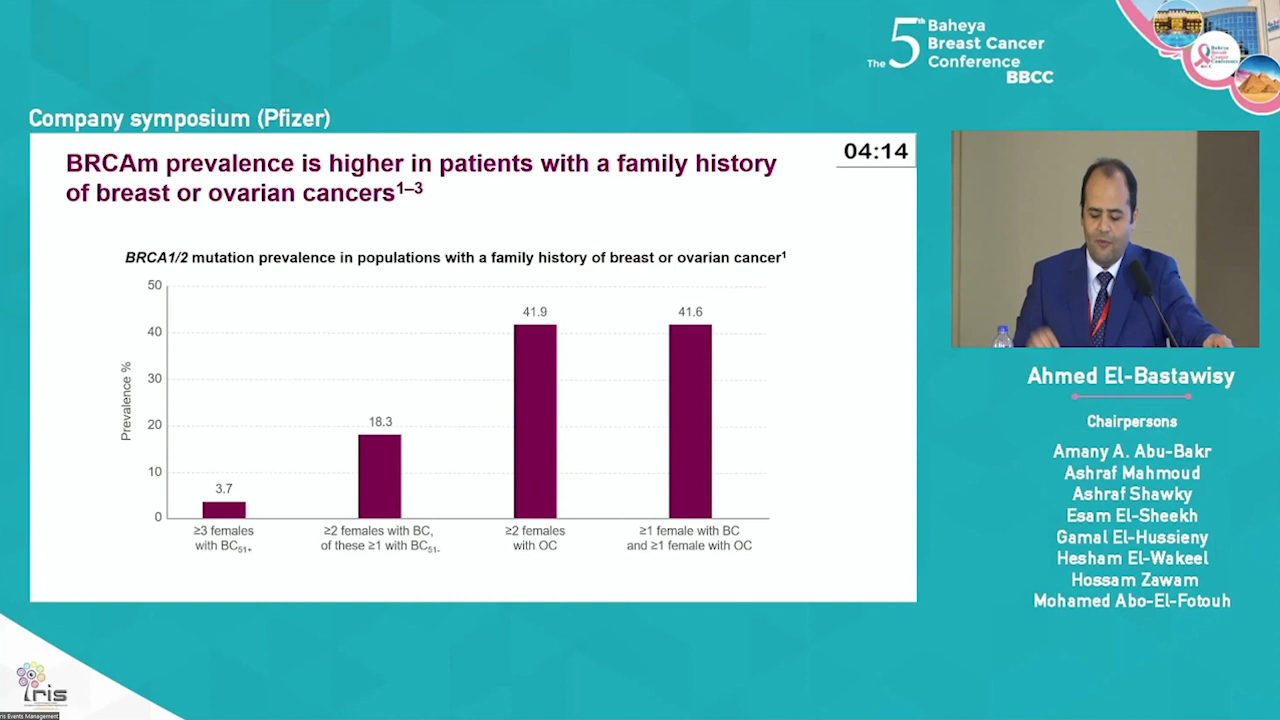 The 5th Baheya
Breast Cancer
Conference
BBCC
Company symposium (Pfizer)
04:14
BRCAm prevalence is higher in patients with a family history
of breast or ovarian cancers1–3
BRCA1/2 mutation prevalence in populations with a family history of breast or ovarian cancer1
Prevalence %
50
40
30
20
10
0
3.7
18.3
41.9
41.6
≥3 females
with BC51+
≥2 females with BC,
of these ≥1 with BC51-
≥2 females
with OC
≥1 female with BC
and ≥1 female with OC
Ahmed El-Bastawisy
Chairpersons
Amany A. Abu-Bakr
Ashraf Mahmoud
Ashraf Shawky
Esam El-Sheekh
Gamal El-Hussieny
Hesham El-Wakeel
Hossam Zawam
Mohamed Abo-El-Fotouh
Iris
Iris Events Management